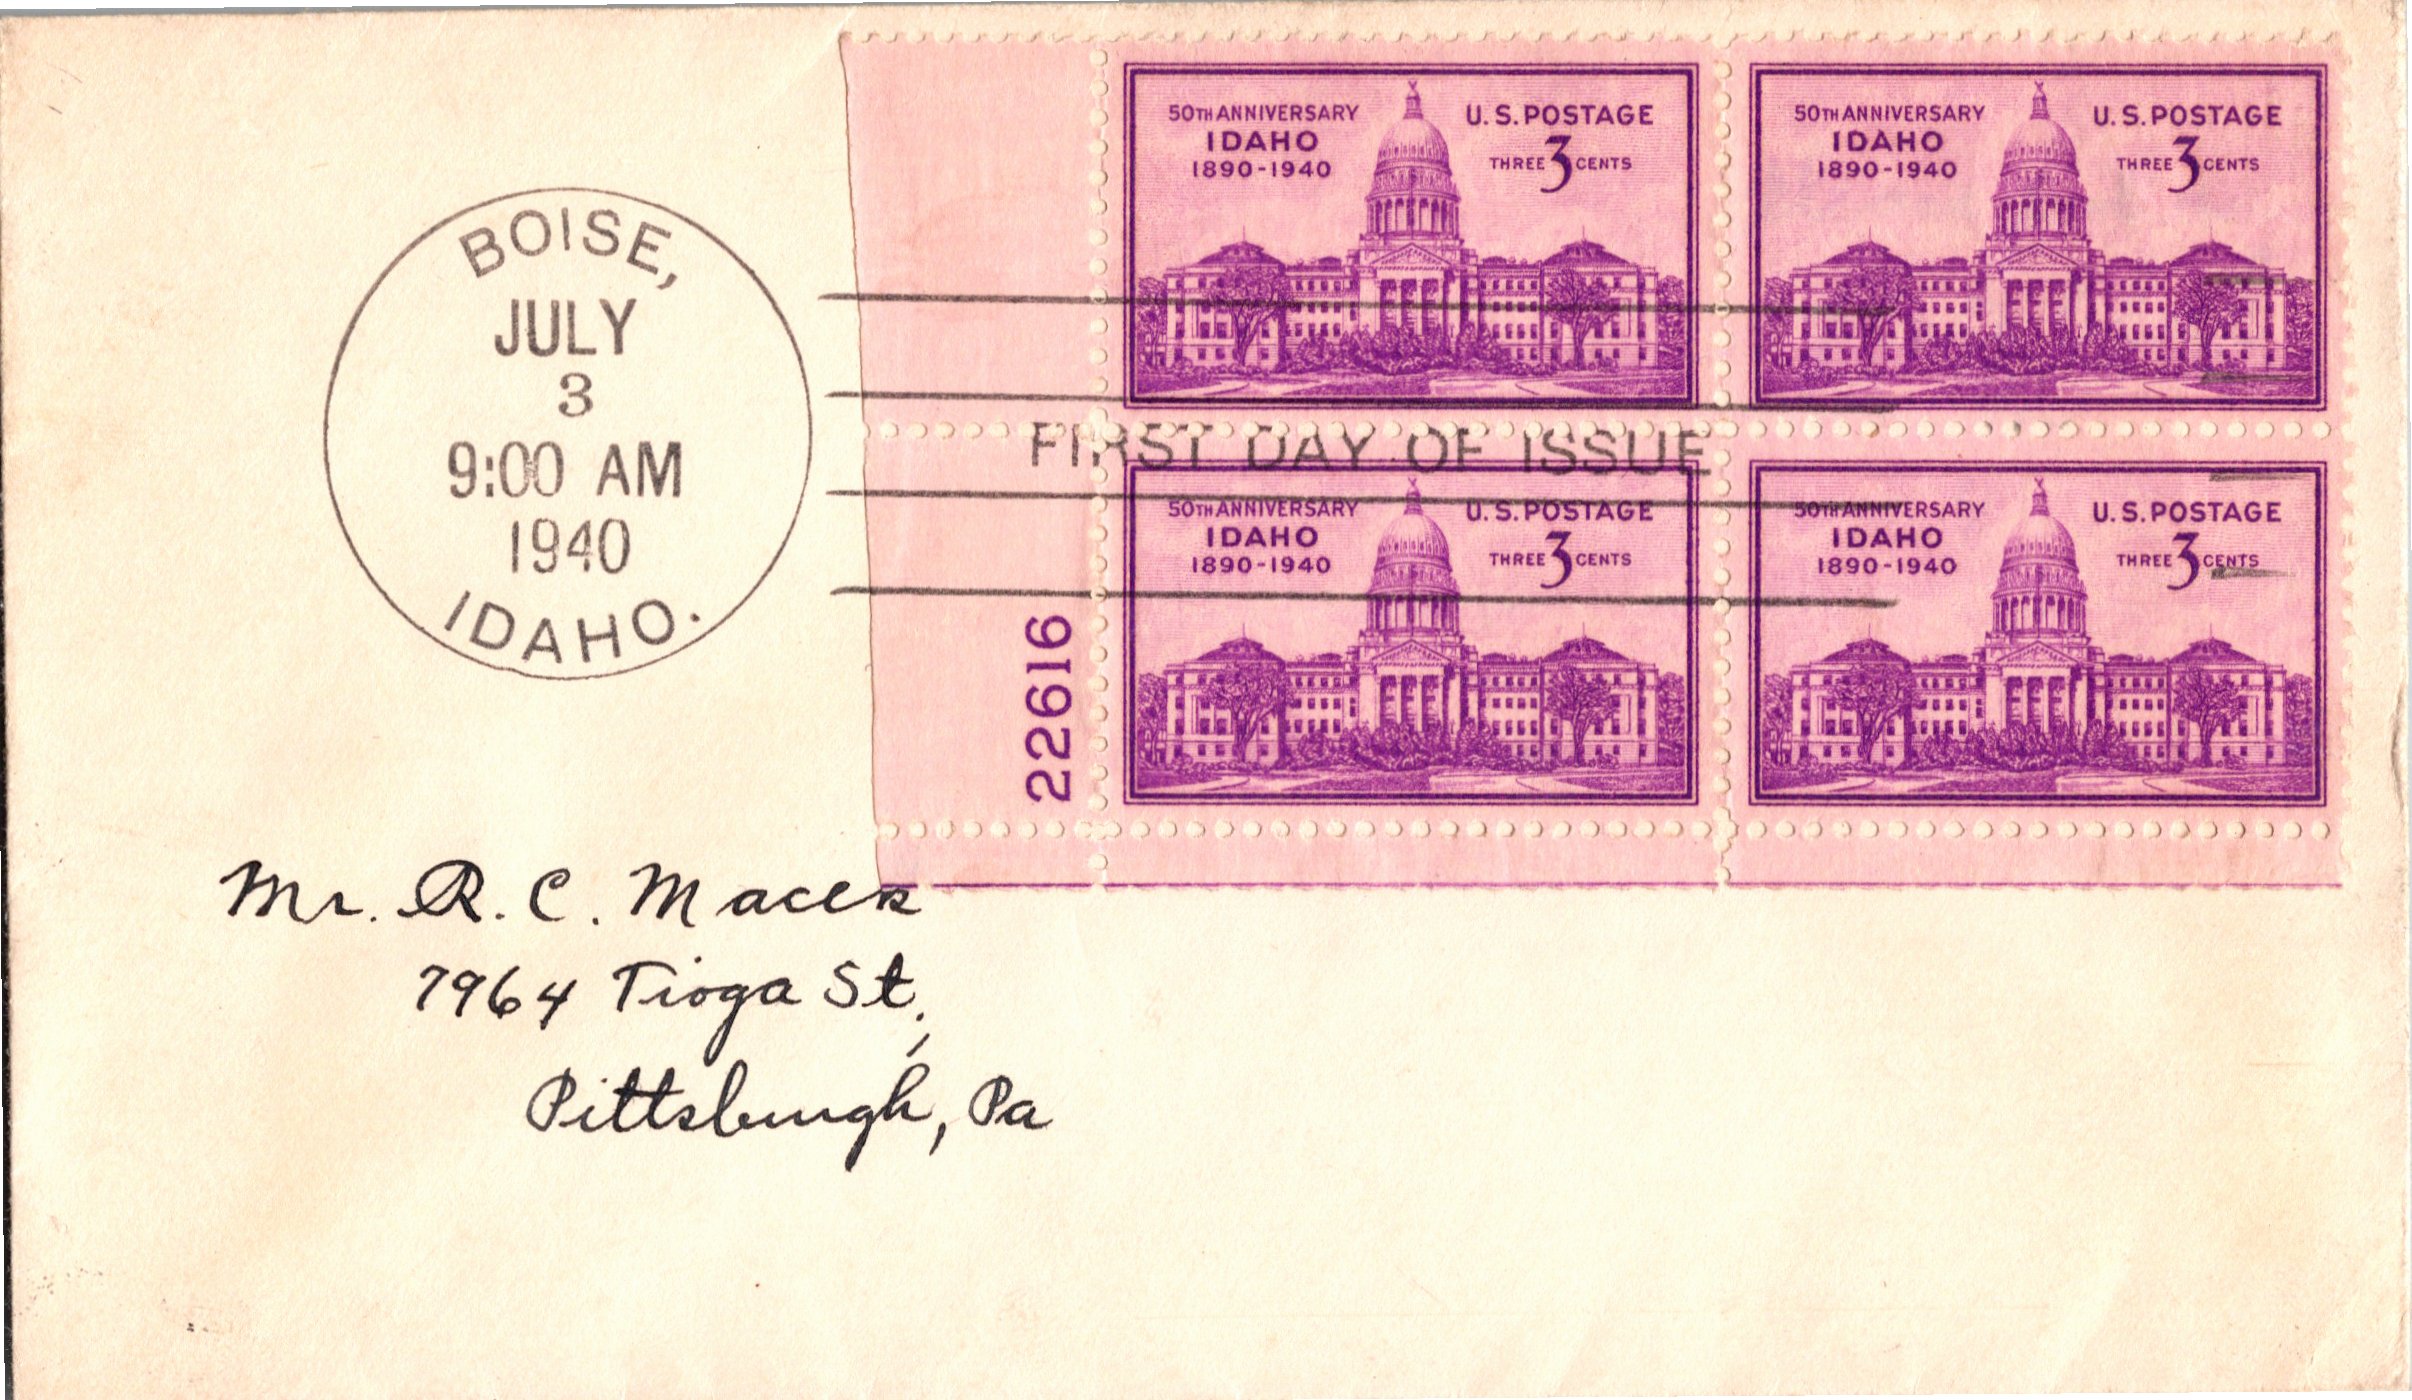 BOISE,
JULY
3
9:00 AM
1940
IDAHO.
FIRST DAY OF ISSUE
50TH ANNIVERSARY
IDAHO
1890-1940
U.S. POSTAGE
THREE 3 CENTS
50TH ANNIVERSARY
IDAHO
1890-1940
U.S. POSTAGE
THREE 3 CENTS
50TH ANNIVERSARY
IDAHO
1890-1940
U.S. POSTAGE
THREE 3 CENTS
50TH ANNIVERSARY
IDAHO
1890-1940
U.S. POSTAGE
THREE 3 CENTS
22616
Mr. R. C. Macek
7964 Tioga St.,
Pittsburgh, Pa